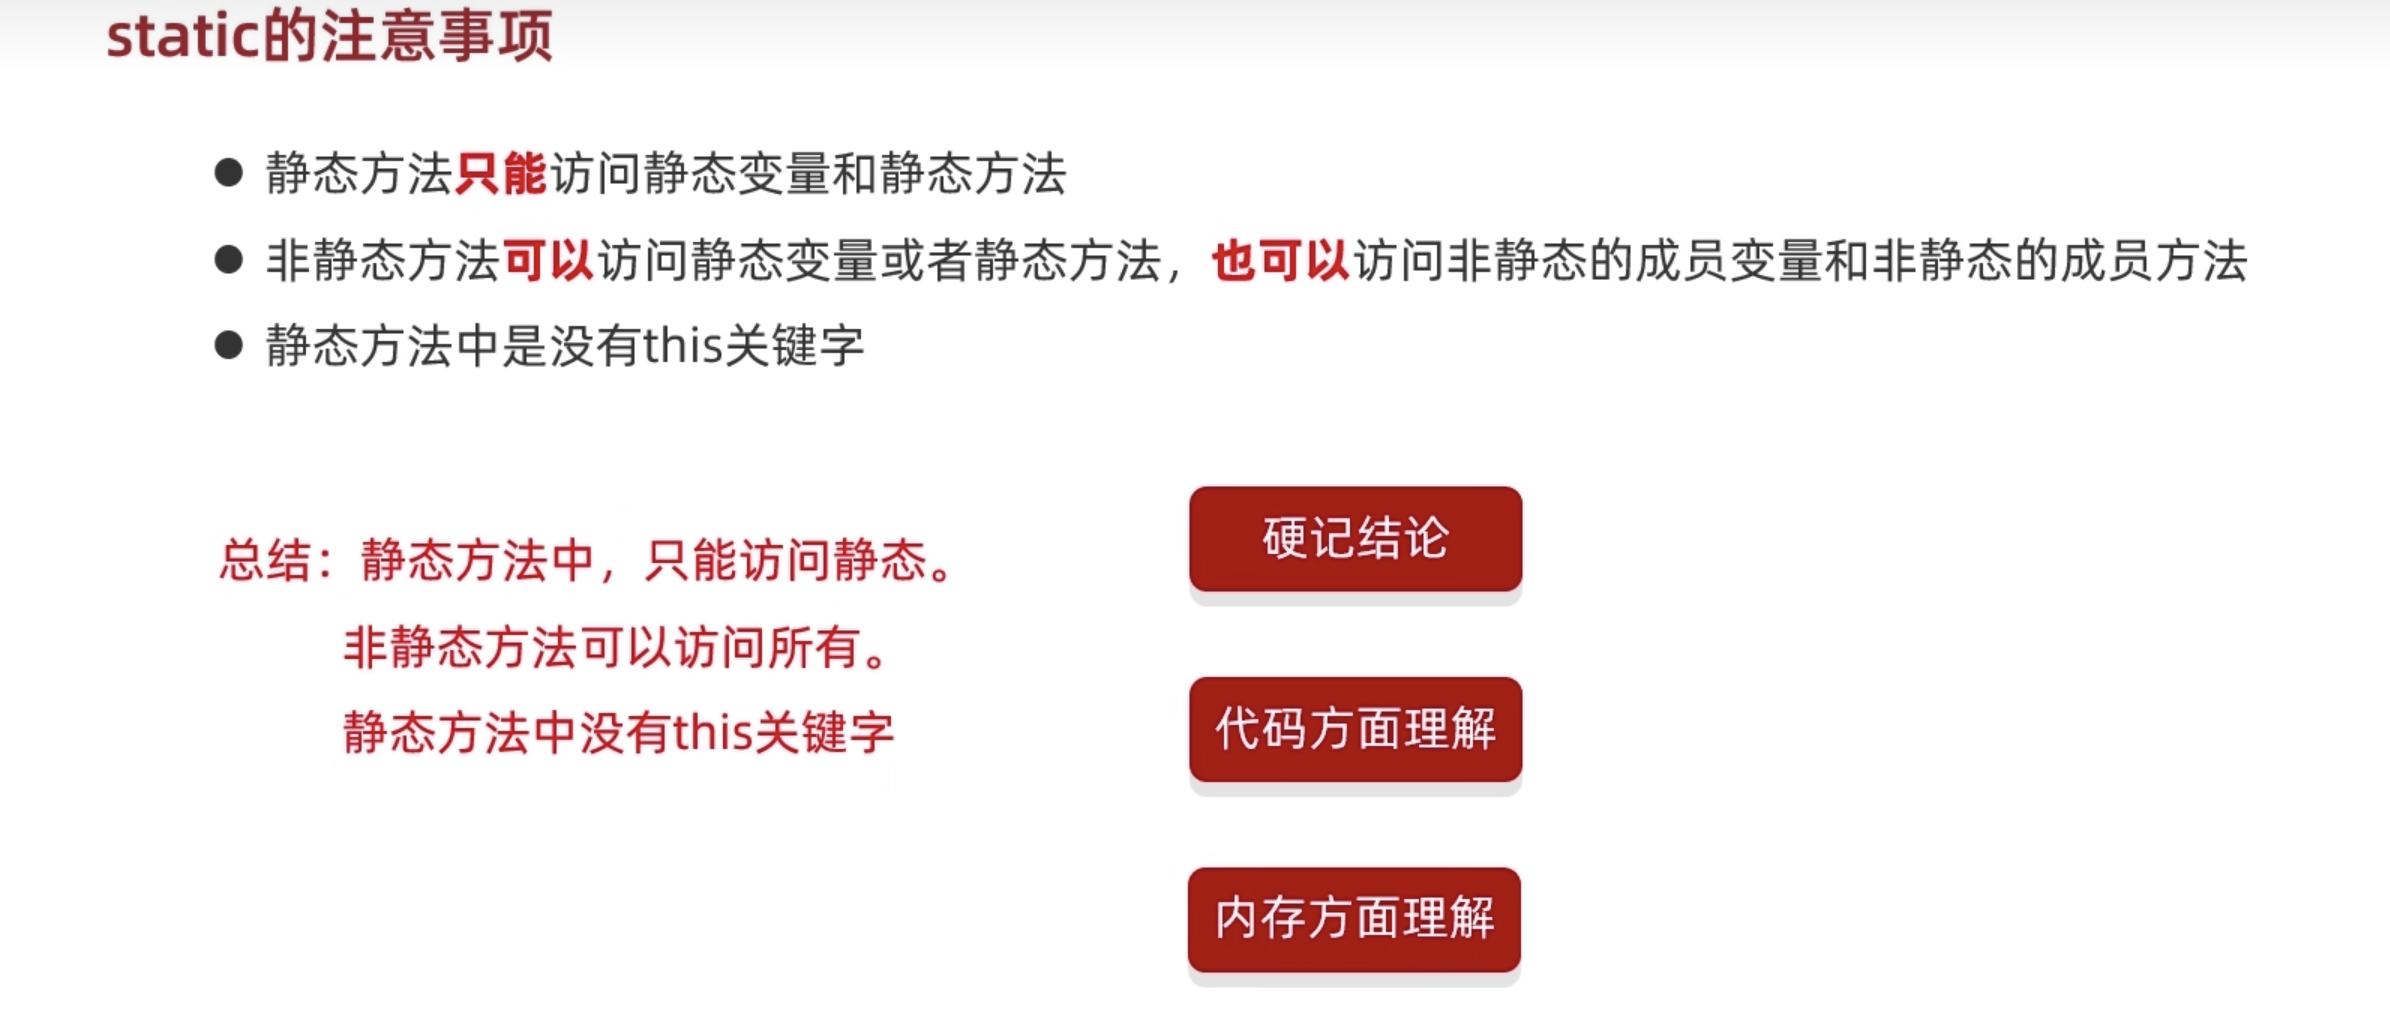 static的注意事项
静态方法只能访问静态变量和静态方法
非静态方法可以访问静态变量或者静态方法，也可以访问非静态的成员变量和非静态的成员方法
静态方法中是没有this关键字
总结：静态方法中，只能访问静态。
非静态方法可以访问所有。
静态方法中没有this关键字
硬记结论
代码方面理解
内存方面理解